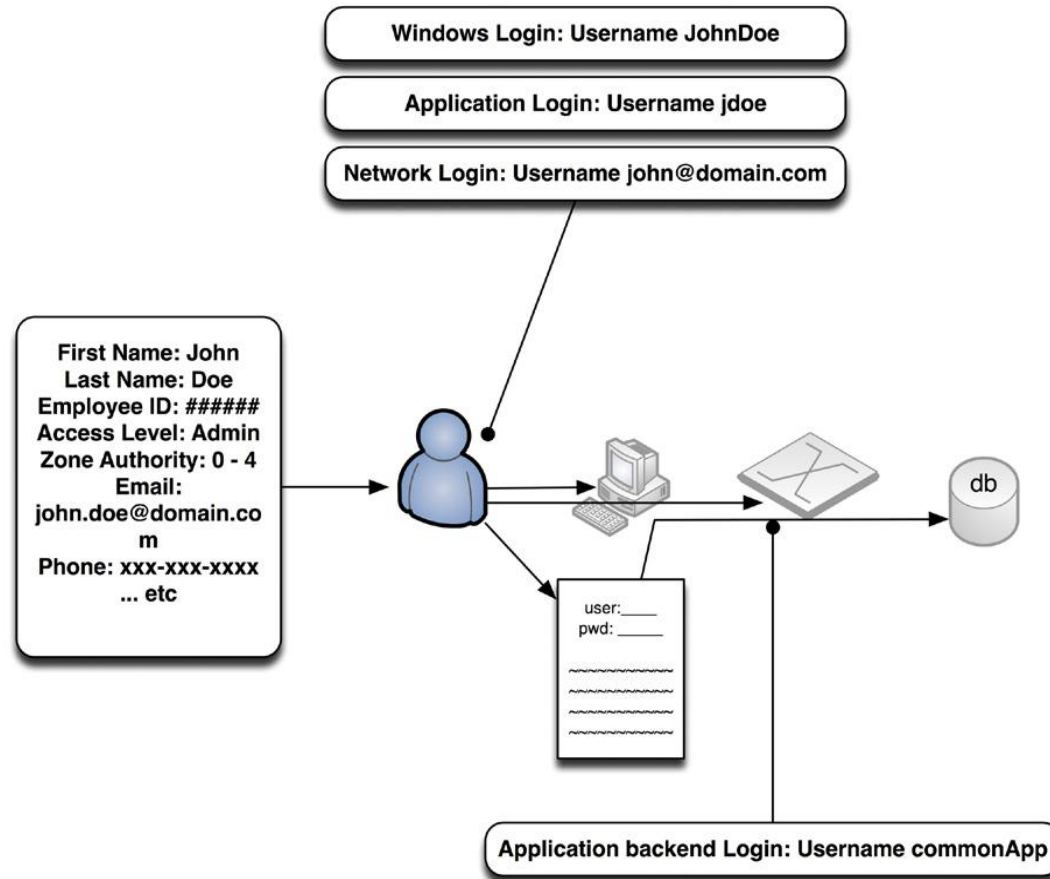 Windows Login: Username JohnDoe
Application Login: Username jdoe
Network Login: Username john@domain.com
First Name: John
Last Name: Doe
Employee ID: ######
Access Level: Admin
Zone Authority: 0 - 4
Email:
john.doe@domain.co
m
Phone: xxx-xxx-xxxx
... etc
db
user:____
pwd: _____
~~~~~~~~~~
~~~~~~~~~~
~~~~~~~~~~
~~~~~~~~~~
Application backend Login: Username commonApp